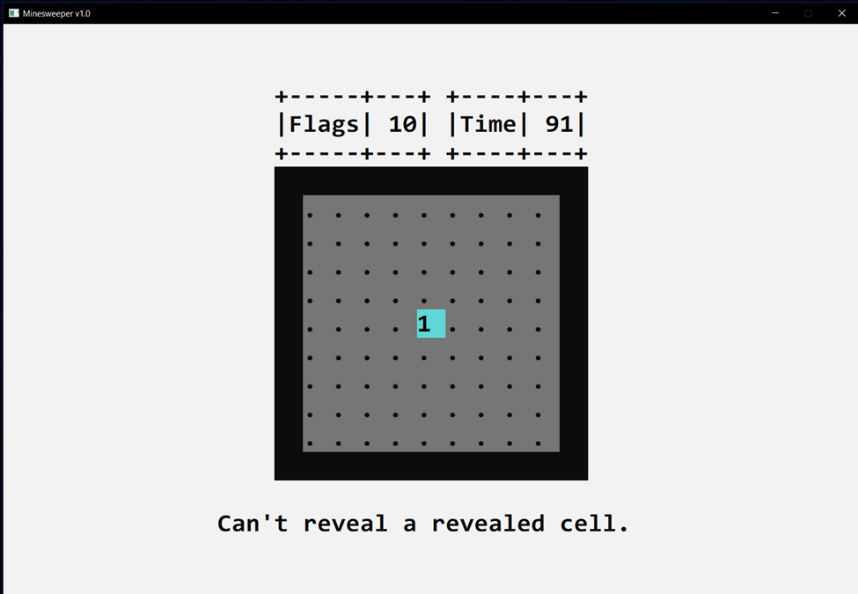 Minesweeper v1.0
+-----+---+ +----+---+
|Flags| 10| |Time| 91|
+-----+---+ +----+---+
. . . . . . . . .
. . . . . . . . .
. . . . . . . . .
. . . . . . . . .
. . . . 1 . . . .
. . . . . . . . .
. . . . . . . . .
. . . . . . . . .
. . . . . . . . .
Can't reveal a revealed cell.